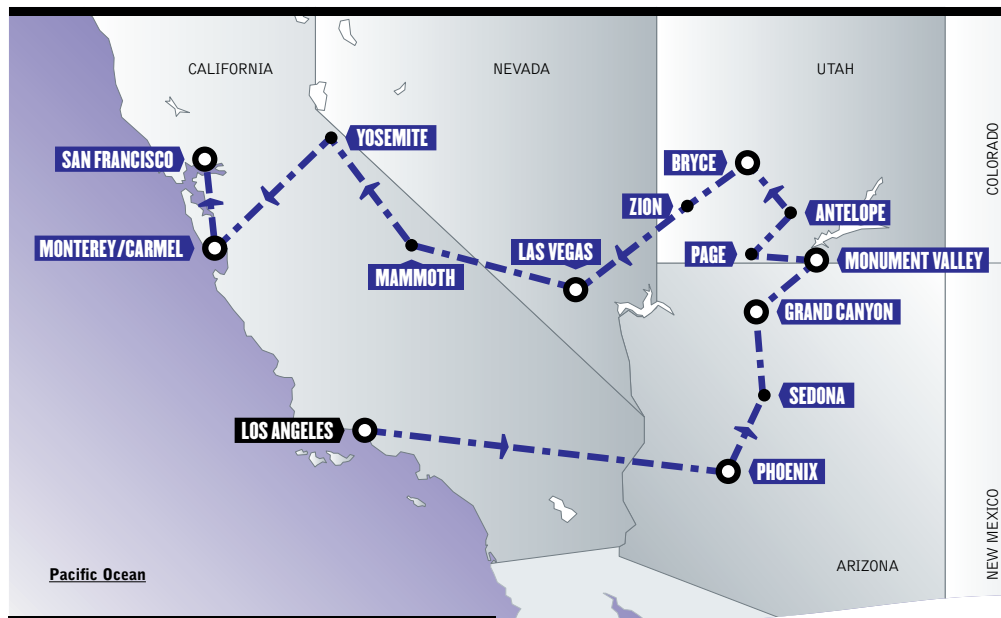 CALIFORNIA
NEVADA
UTAH
COLORADO
YOSEMITE
SAN FRANCISCO
BRYCE
ZION
ANTELOPE
MONTEREY/CARMEL
LAS VEGAS
PAGE
MONUMENT VALLEY
MAMMOTH
GRAND CANYON
SEDONA
LOS ANGELES
PHOENIX
NEW MEXICO
ARIZONA
Pacific Ocean